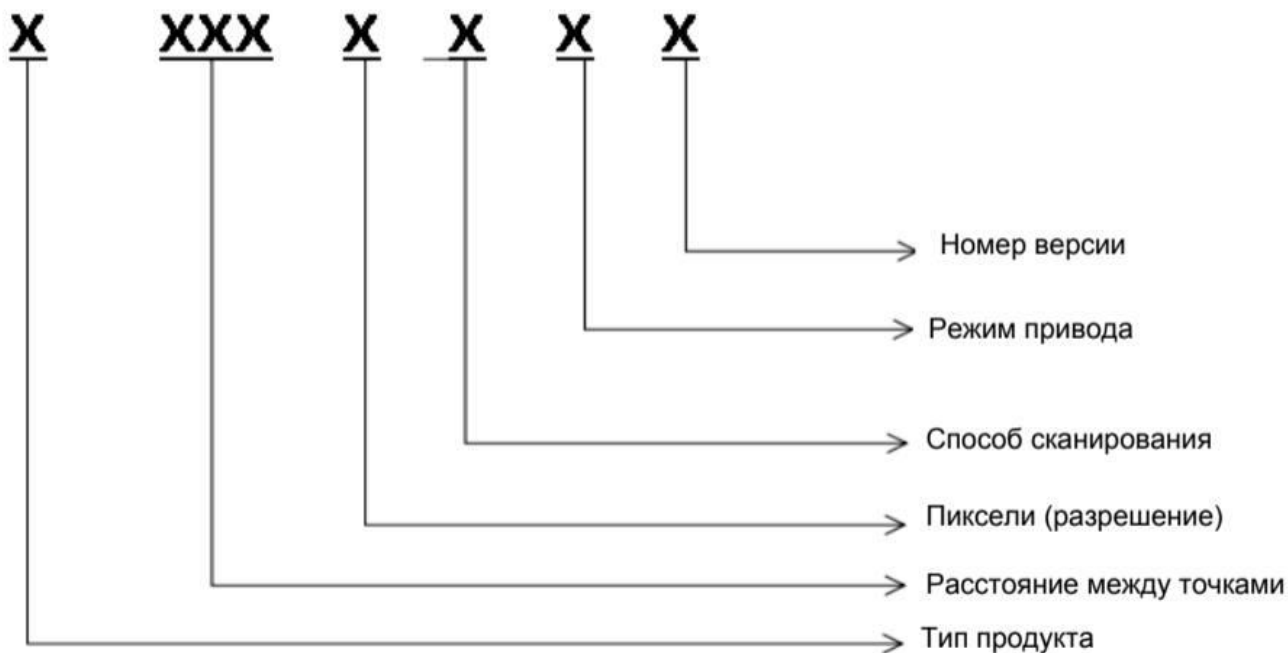 X XXX X X X X
Номер версии
Режим привода
Способ сканирования
Пиксели (разрешение)
Расстояние между точками
Тип продукта